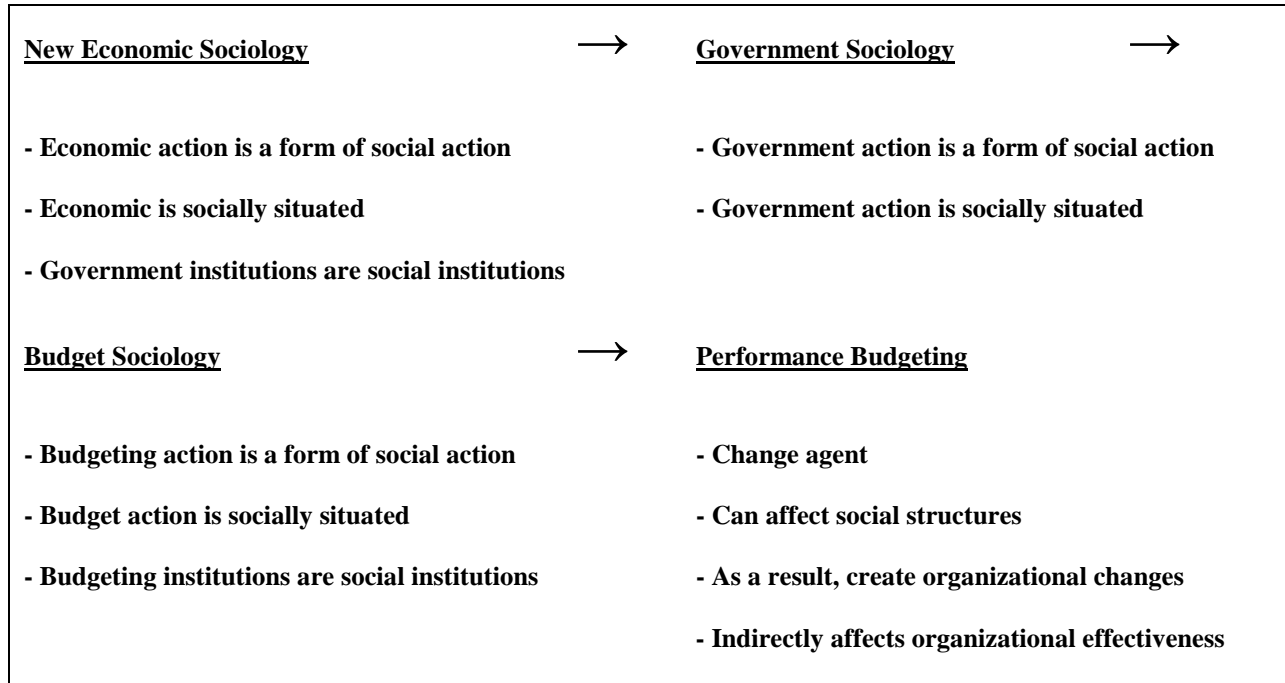 New Economic Sociology → Government Sociology →
- Economic action is a form of social action - Government action is a form of social action
- Economic is socially situated - Government action is socially situated
- Government institutions are social institutions
Budget Sociology → Performance Budgeting
- Budgeting action is a form of social action - Change agent
- Budget action is socially situated - Can affect social structures
- Budgeting institutions are social institutions - As a result, create organizational changes
- Indirectly affects organizational effectiveness